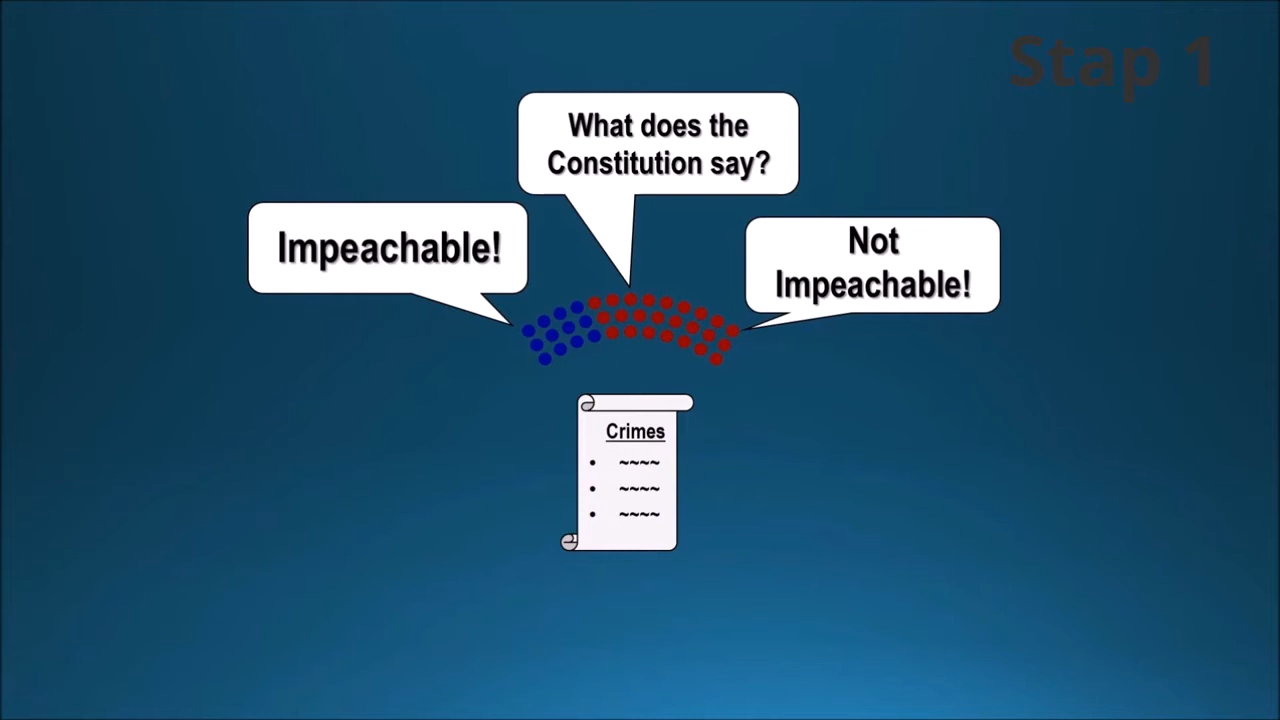 Stap 1
What does the
Constitution say?
Impeachable!
Not
Impeachable!
Crimes
• ~~~~
• ~~~~
• ~~~~